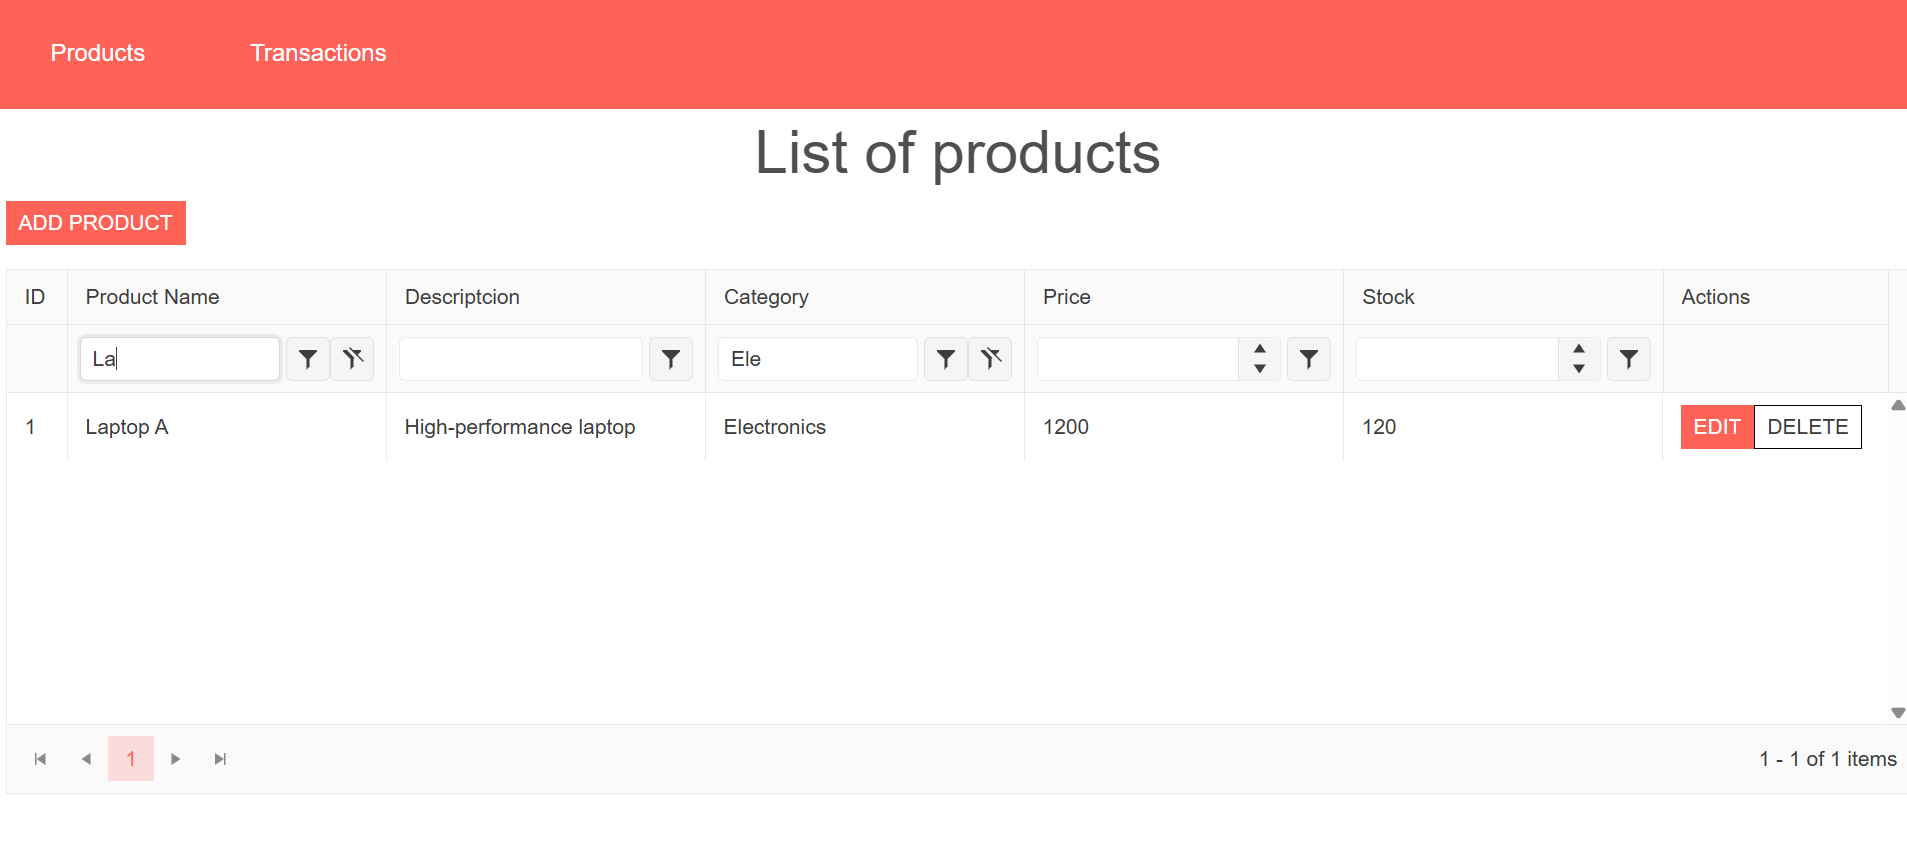 Products Transactions
List of products
ADD PRODUCT
ID Product Name Descriptcion Category Price Stock Actions
La Ele
1 Laptop A High-performance laptop Electronics 1200 120 EDIT DELETE
1 1 - 1 of 1 items